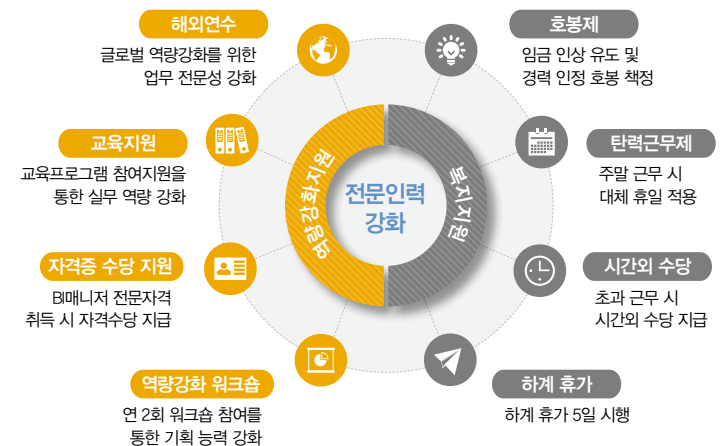 해외연수
글로벌 역량강화를 위한
업무 전문성 강화
교육지원
교육프로그램 참여지원을
통한 실무 역량 강화
자격증 수당 지원
BI매니저 전문자격
취득 시 자격수당 지급
역량강화 워크숍
연 2회 워크숍 참여를
통한 기획 능력 강화
역량강화지원
전문인력
강화
복지지원
호봉제
임금 인상 유도 및
경력 인정 호봉 책정
탄력근무제
주말 근무 시
대체 휴일 적용
시간외 수당
초과 근무 시
시간외 수당 지급
하계 휴가
하계 휴가 5일 시행